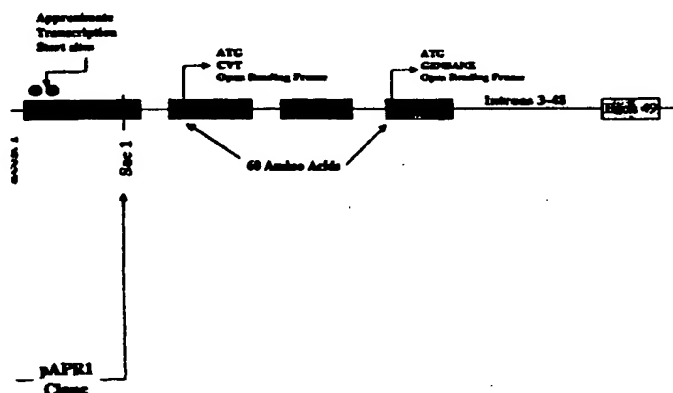 Approximate
Transcription
Start sites
ATG
CVT
Open Reading Frame
ATG
GENBANK
Open Reading Frame
Introns 3-48
Exon 49
Sac 1
60 Amino Acids
pAPR1
Clone